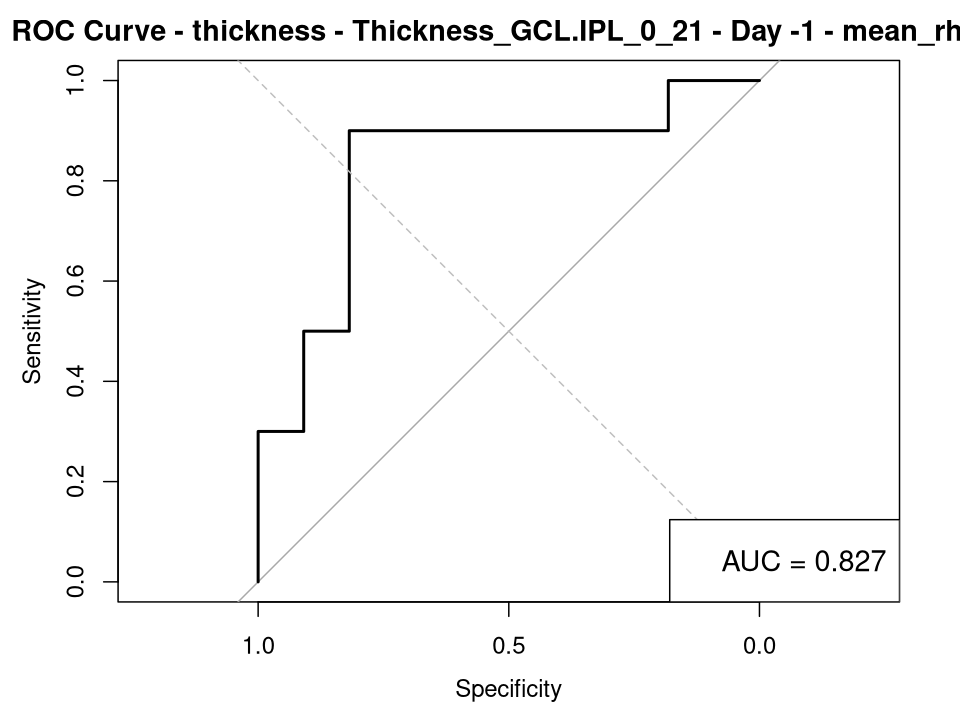 ROC Curve - thickness - Thickness_GCL.IPL_0_21 - Day -1 - mean_rh
1.0
0.8
0.6
0.4
0.2
0.0
Sensitivity
AUC = 0.827
1.0 0.5 0.0
Specificity